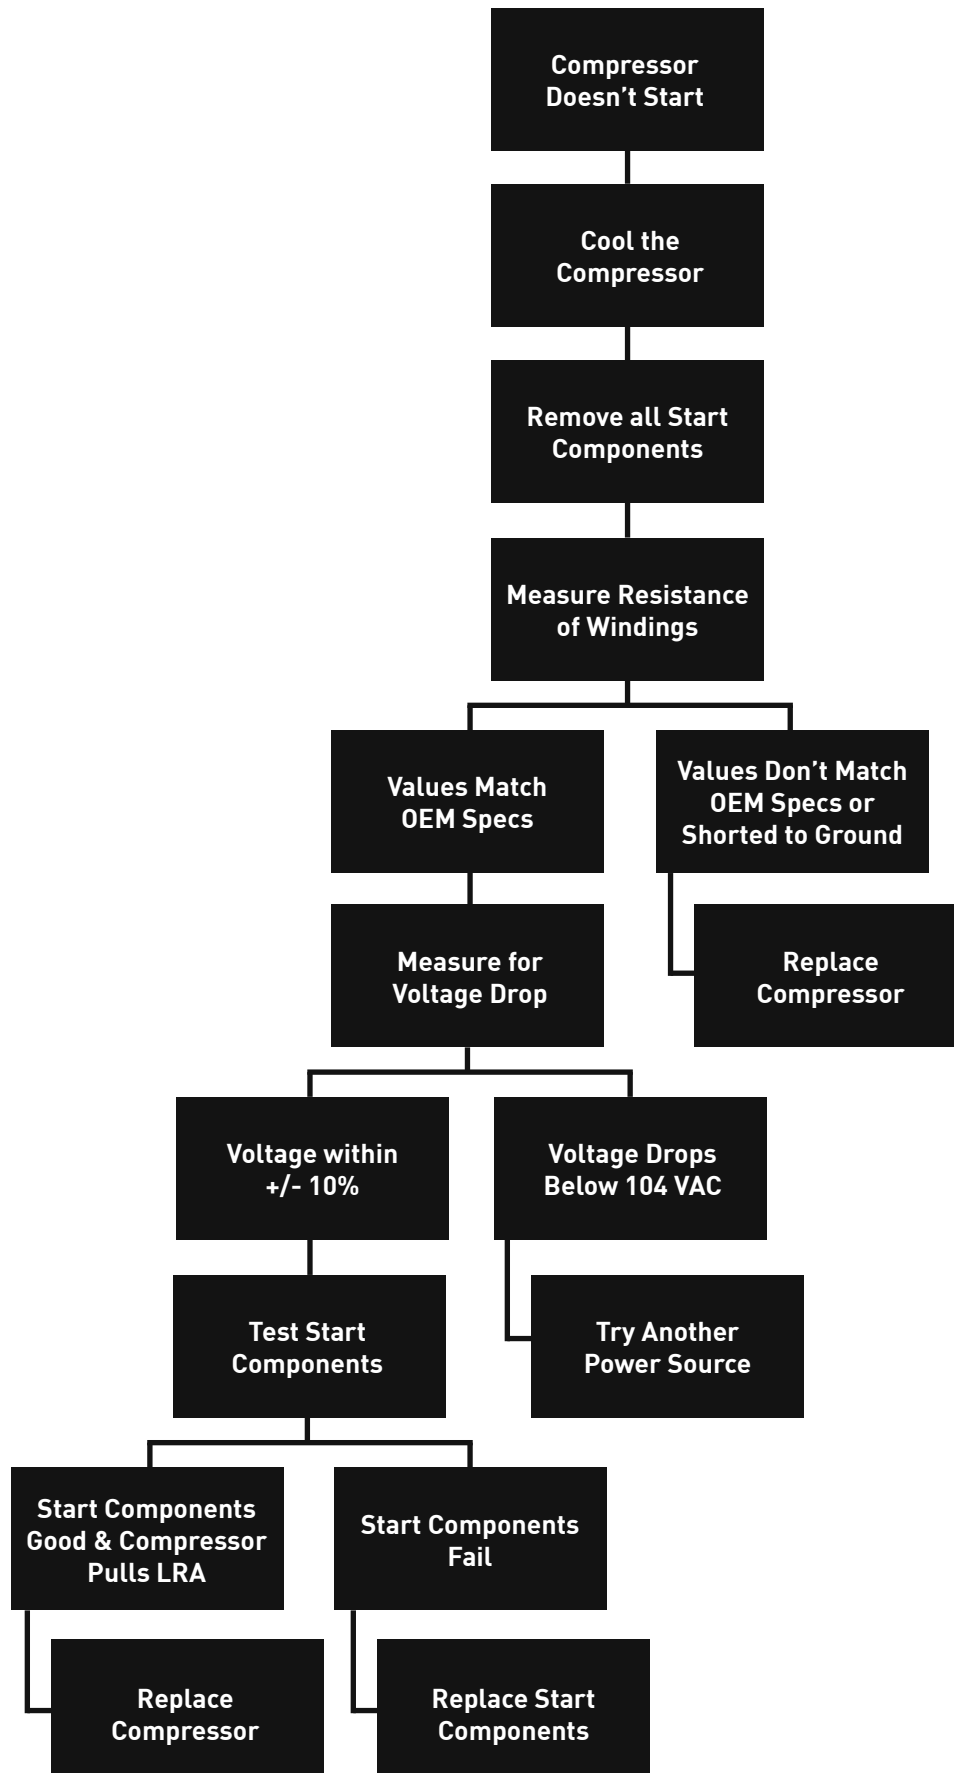 Compressor
Doesn't Start
Cool the
Compressor
Remove all Start
Components
Measure Resistance
of Windings
Values Match
OEM Specs
Values Don't Match
OEM Specs or
Shorted to Ground
Measure for
Voltage Drop
Replace
Compressor
Voltage within
+/- 10%
Voltage Drops
Below 104 VAC
Test Start
Components
Try Another
Power Source
Start Components
Good & Compressor
Pulls LRA
Start Components
Fail
Replace
Compressor
Replace Start
Components